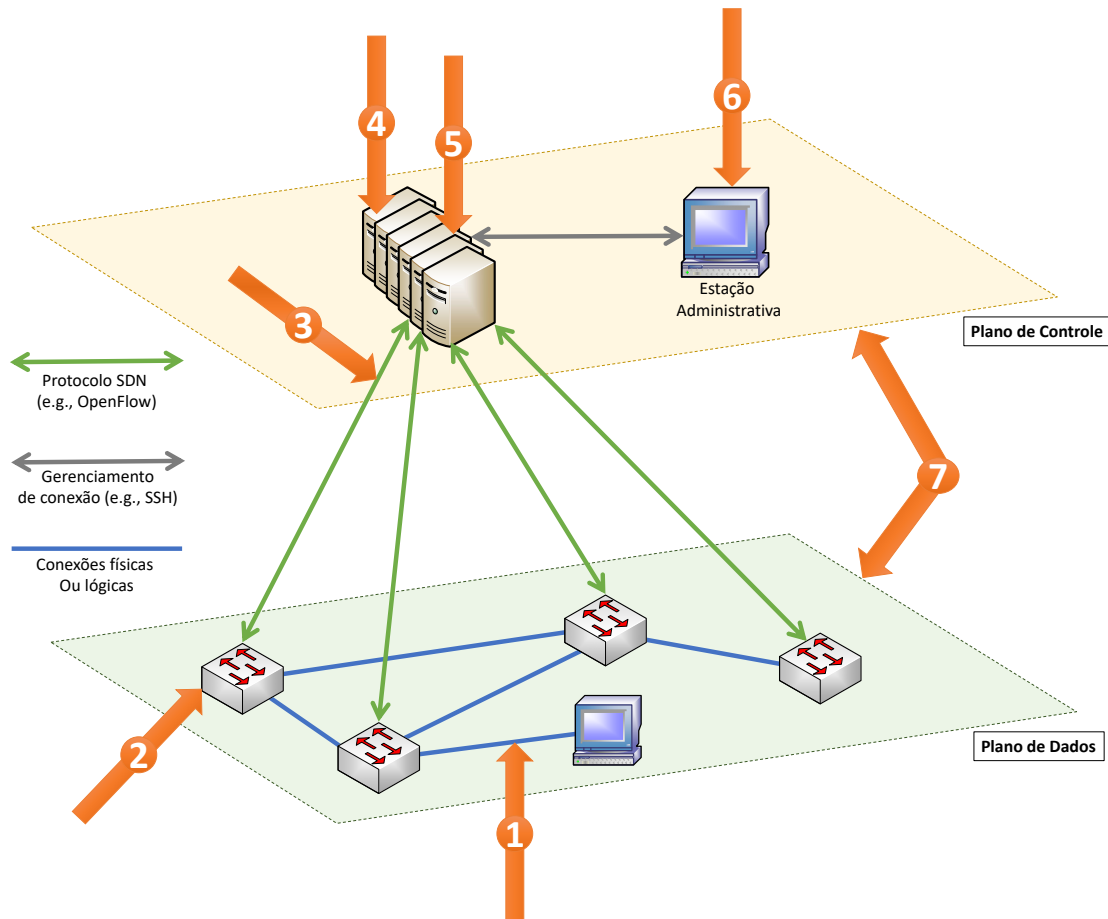 6
4
5
Estação
Administrativa
3
Plano de Controle
Protocolo SDN
(e.g., OpenFlow)
7
Gerenciamento
de conexão (e.g., SSH)
Conexões físicas
Ou lógicas
2
Plano de Dados
1